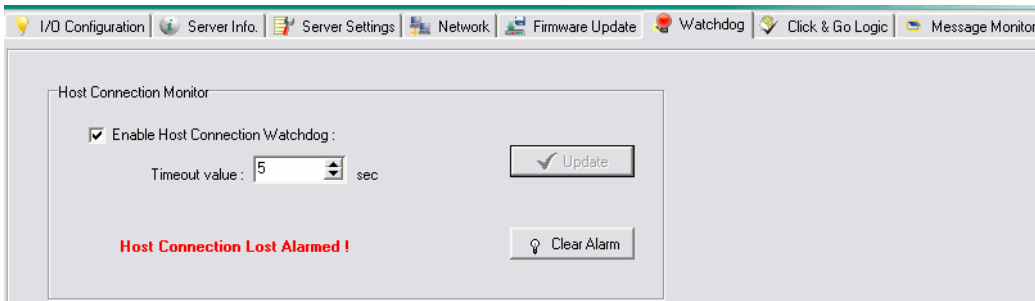 I/O Configuration Server Info. Server Settings Network Firmware Update Watchdog Click & Go Logic Message Monitor
Host Connection Monitor
Enable Host Connection Watchdog :
Timeout value : 5 sec
Update
Host Connection Lost Alarmed !
Clear Alarm